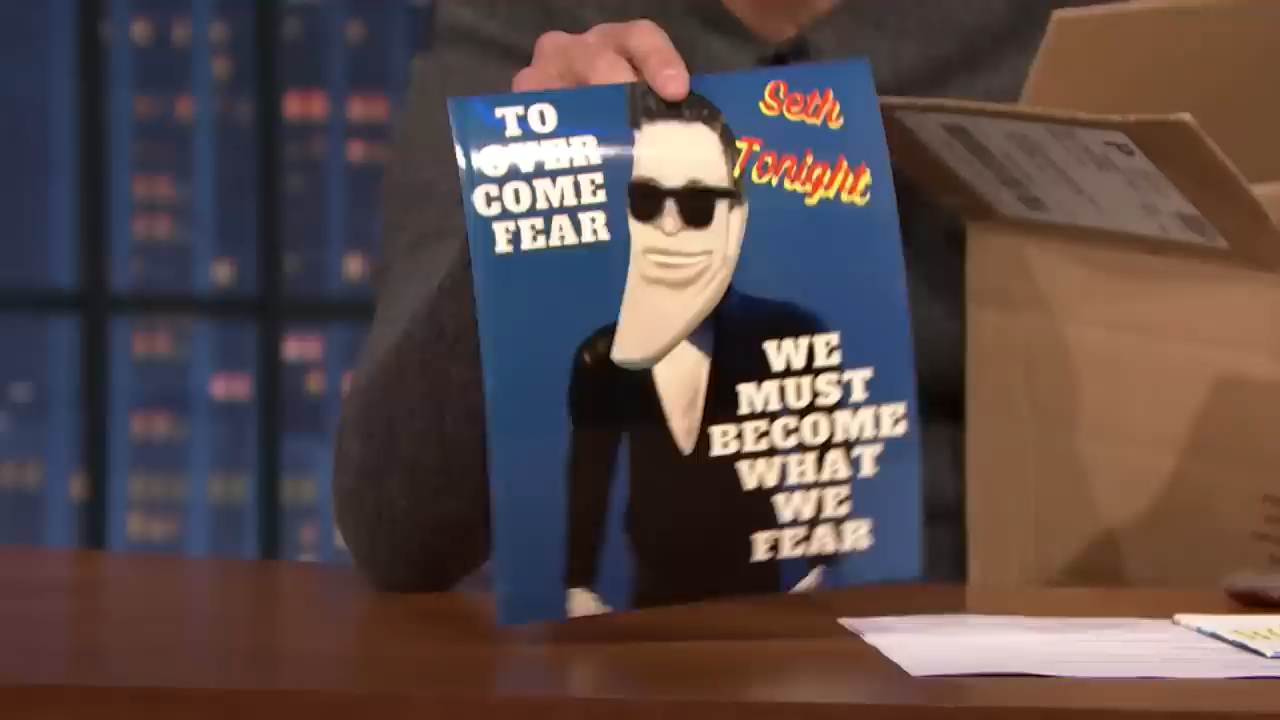 TO
OVER
COME
FEAR
Seth
Tonight
WE
MUST
BECOME
WHAT
WE
FEAR